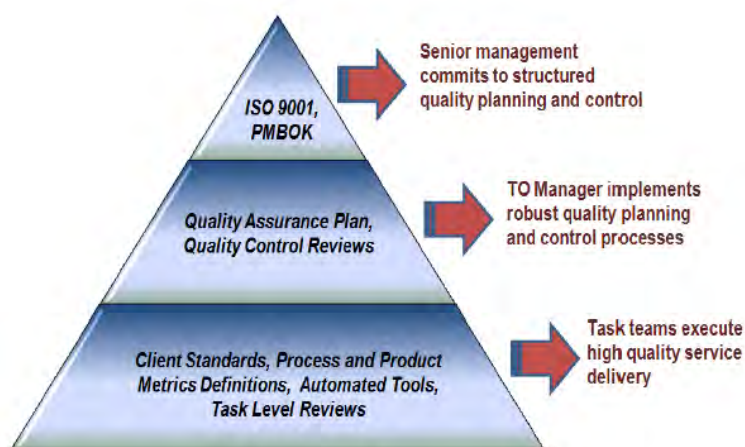 Senior management
commits to structured
quality planning and control
ISO 9001,
PMBOK
TO Manager implements
robust quality planning
and control processes
Quality Assurance Plan,
Quality Control Reviews
Task teams execute
high quality service
delivery
Client Standards, Process and Product
Metrics Definitions, Automated Tools,
Task Level Reviews